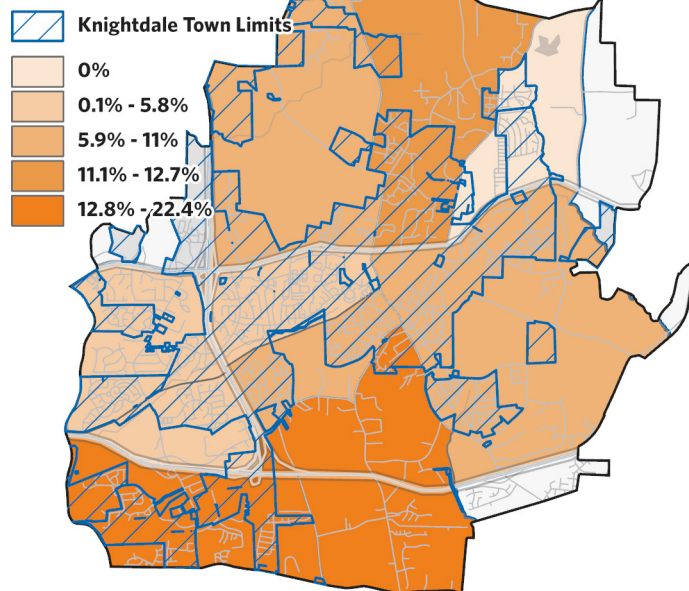 Knightdale Town Limits
0%
0.1% - 5.8%
5.9% - 11%
11.1% - 12.7%
12.8% - 22.4%